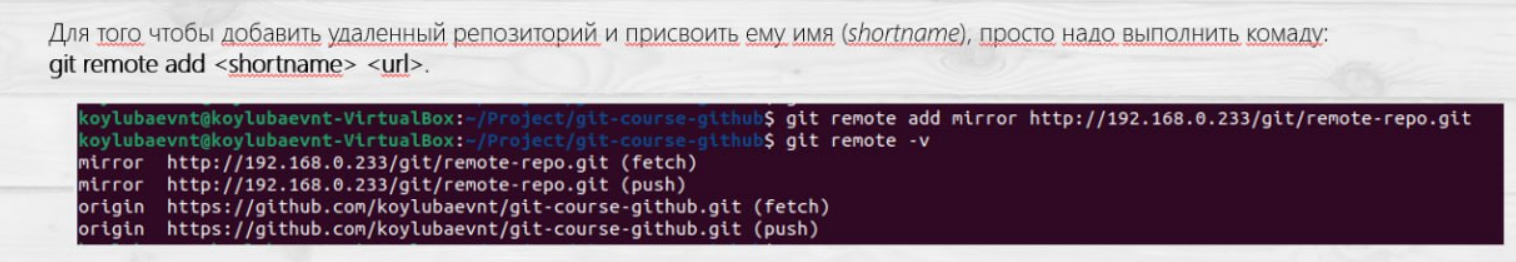 Для того чтобы добавить удаленный репозиторий и присвоить ему имя (shortname), просто надо выполнить комаду:
git remote add <shortname> <url>.
koylubaevnt@koylubaevnt-VirtualBox:~/Project/git-course-github$ git remote add mirror http://192.168.0.233/git/remote-repo.git
koylubaevnt@koylubaevnt-VirtualBox:~/Project/git-course-github$ git remote -v
mirror  http://192.168.0.233/git/remote-repo.git (fetch)
mirror  http://192.168.0.233/git/remote-repo.git (push)
origin  https://github.com/koylubaevnt/git-course-github.git (fetch)
origin  https://github.com/koylubaevnt/git-course-github.git (push)